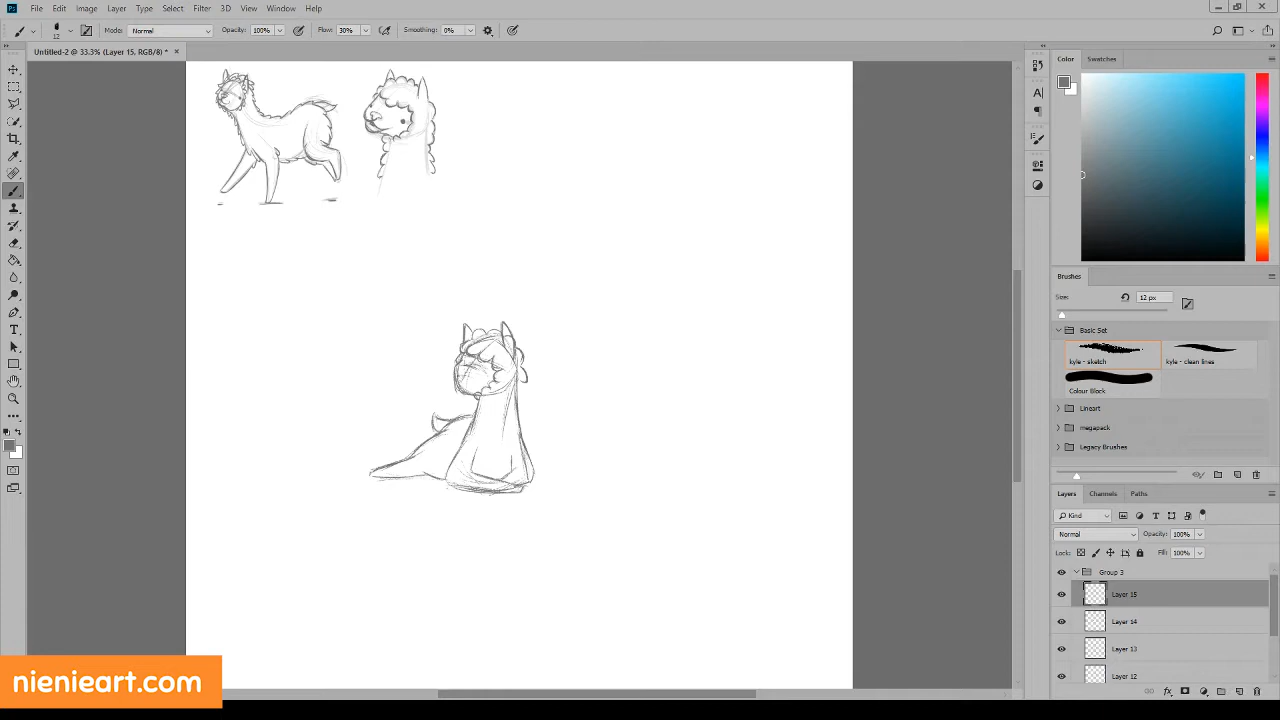 Ps File Edit Image Layer Type Select Filter 3D View Window Help
12 Mode: Normal Opacity: 100% Flow: 30% Smoothing: 0%
Untitled-2 @ 33.3% (Layer 15, RGB/8) *
Color Swatches
Brushes
Size: 12 px
Basic Set
kyle - sketch kyle - clean lines
Colour Block
Lineart
megapack
Legacy Brushes
Layers Channels Paths
Kind
Normal Opacity: 100%
Lock: Fill: 100%
Group 3
Layer 15
Layer 14
Layer 13
Layer 12
nienieart.com